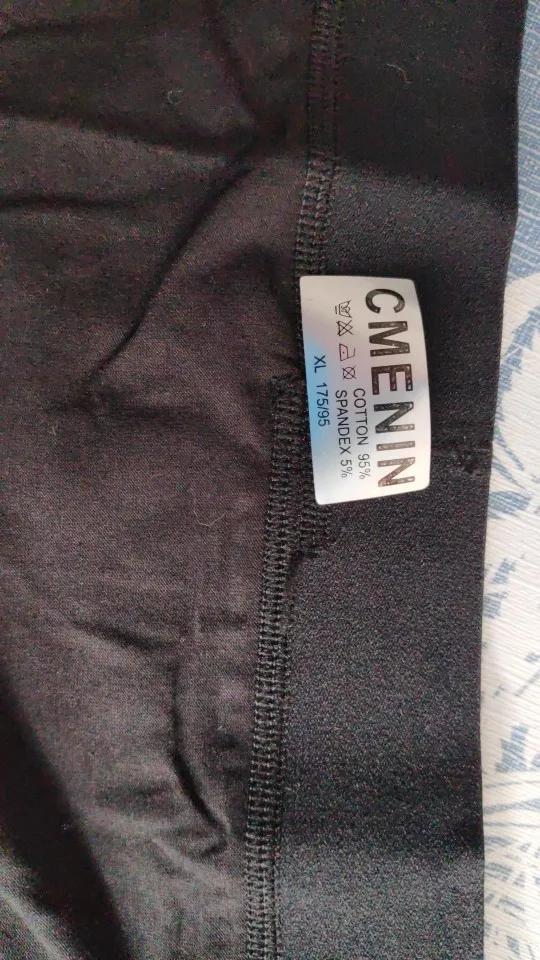 CMENIN
COTTON 95%
SPANDEX 5%
XL 175/95